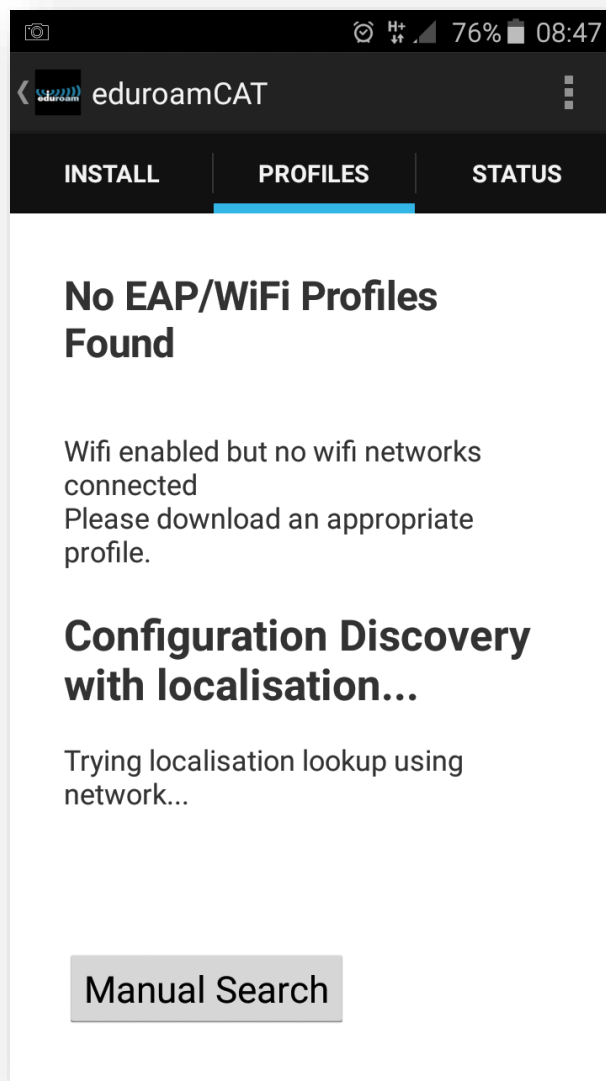 H+ 76% 08:47
eduroam eduroamCAT
INSTALL PROFILES STATUS
No EAP/WiFi Profiles
Found
Wifi enabled but no wifi networks
connected
Please download an appropriate
profile.
Configuration Discovery
with localisation...
Trying localisation lookup using
network...
Manual Search